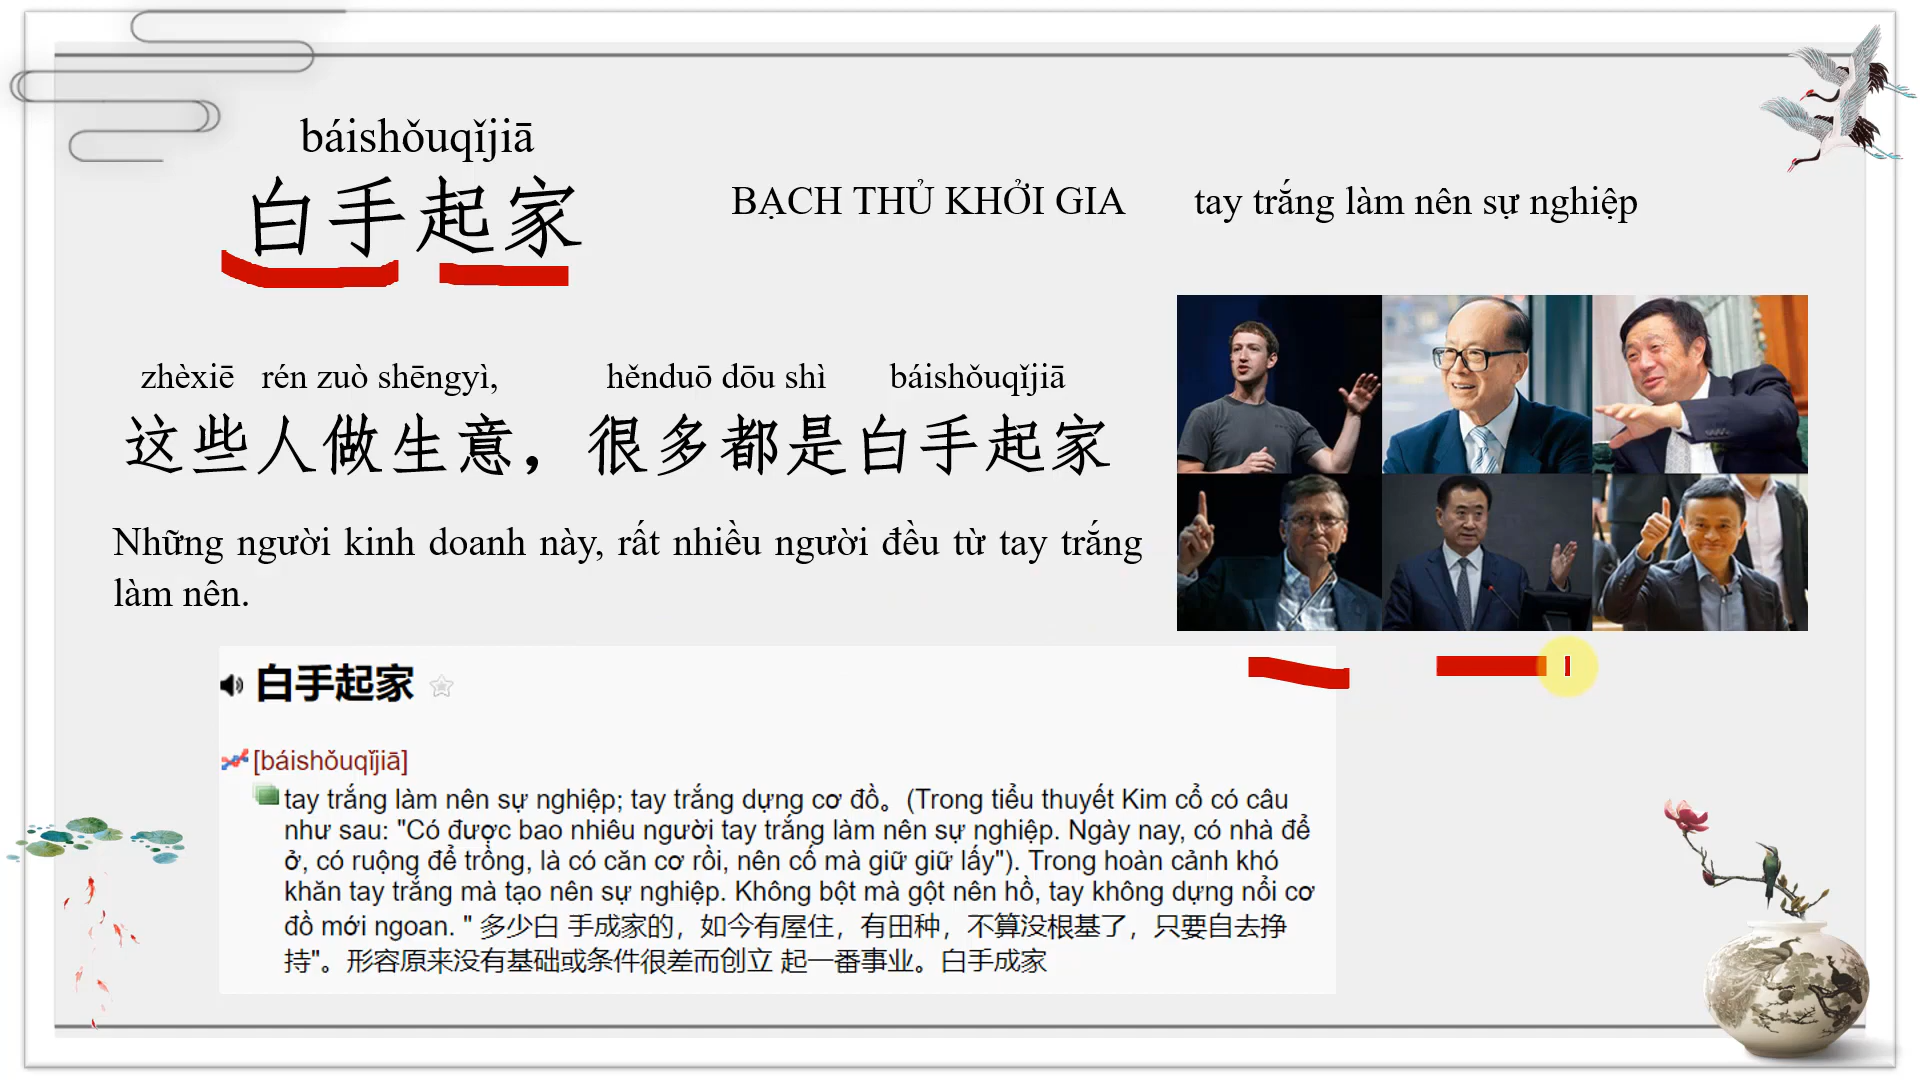 báishǒuqǐjiā
白手起家
BẠCH THỦ KHỞI GIA tay trắng làm nên sự nghiệp
zhèxiē rén zuò shēngyì, hěnduō dōu shì báishǒuqǐjiā
这些人做生意，很多都是白手起家
Những người kinh doanh này, rất nhiều người đều từ tay trắng
làm nên.
白手起家
[báishǒuqǐjiā]
tay trắng làm nên sự nghiệp; tay trắng dựng cơ đồ。(Trong tiểu thuyết Kim cổ có câu
như sau: "Có được bao nhiêu người tay trắng làm nên sự nghiệp. Ngày nay, có nhà để
ở, có ruộng để trồng, là có căn cơ rồi, nên cố mà giữ giữ lấy"). Trong hoàn cảnh khó
khăn tay trắng mà tạo nên sự nghiệp. Không bột mà gột nên hồ, tay không dựng nổi cơ
đồ mới ngoan. " 多少白 手成家的，如今有屋住，有田种，不算没根基了，只要自去挣
持"。形容原来没有基础或条件很差而创立 起一番事业。白手成家